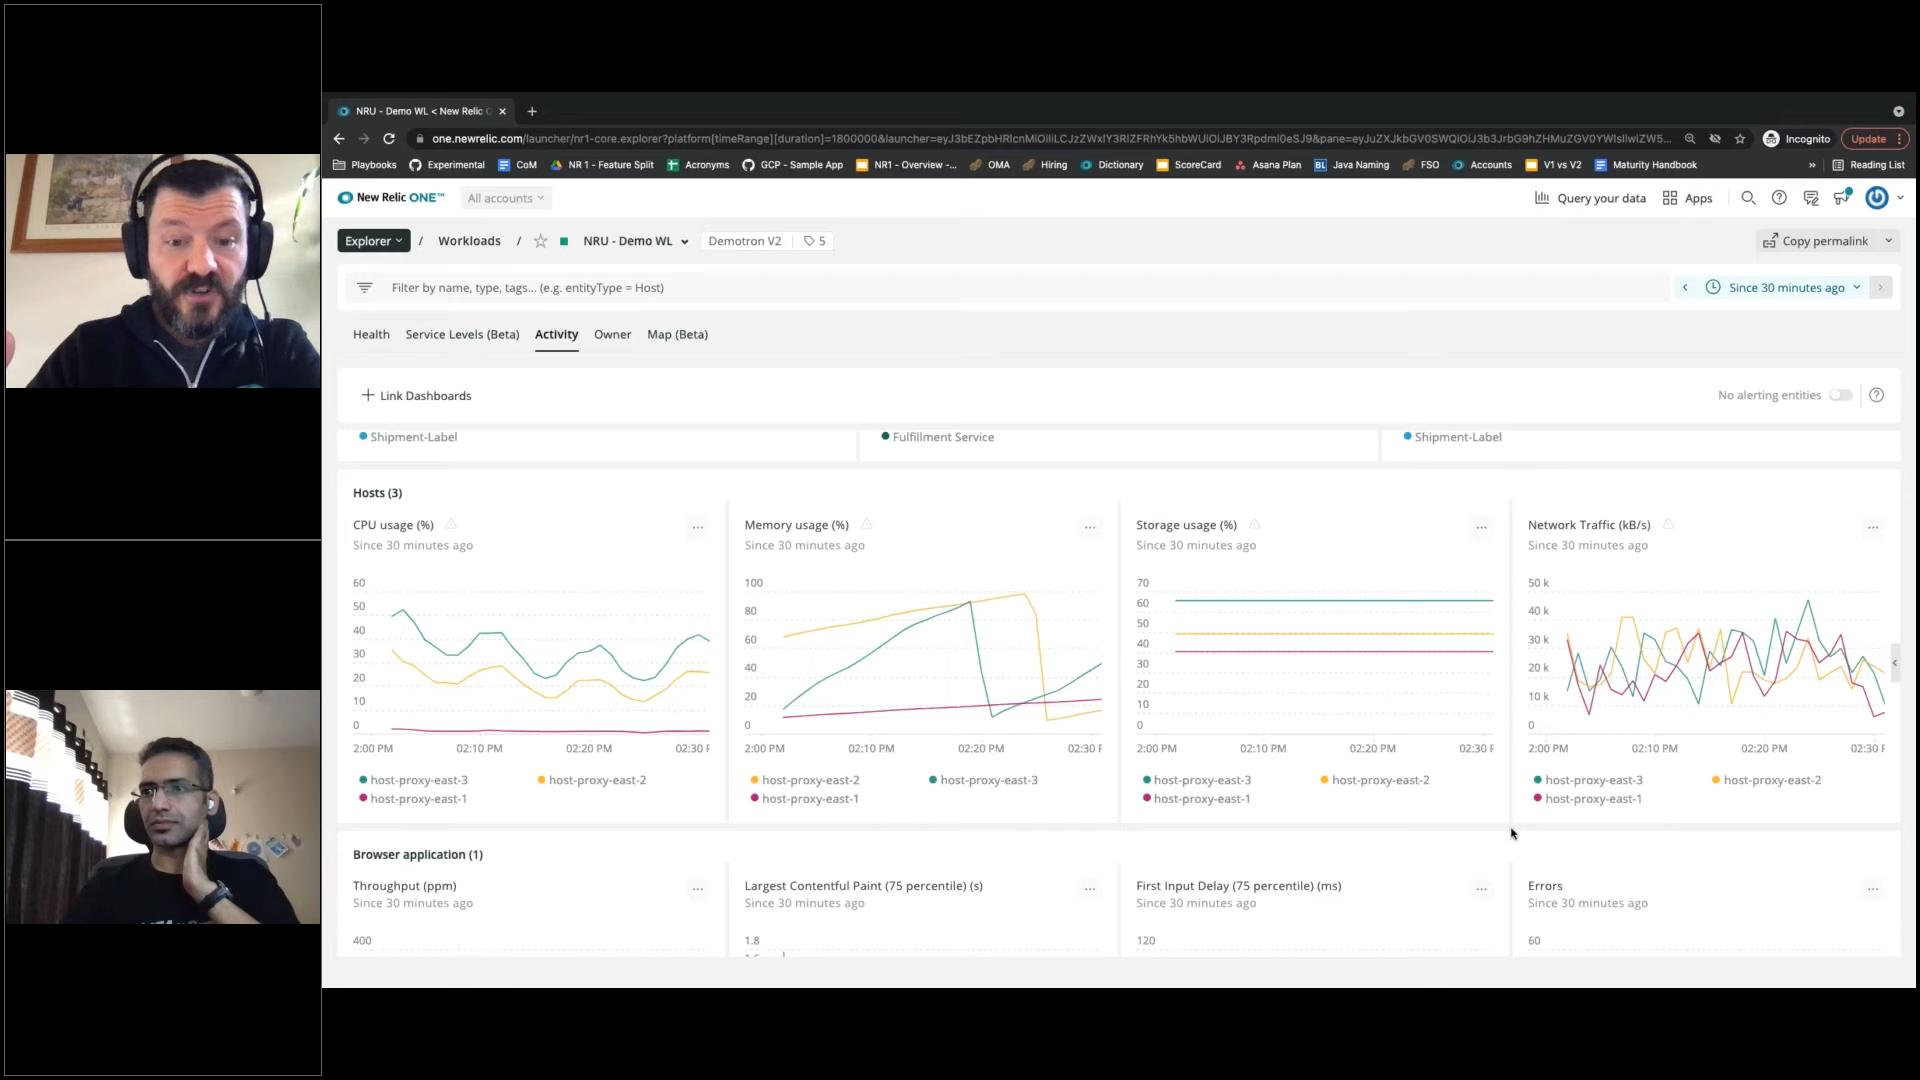 NRU - Demo WL < New Relic O
one.newrelic.com/launcher/nr1-core.explorer?platform[timeRange][duration]=1800000&launcher=
Incognito
Update
Playbooks
Experimental
CoM
NR 1 - Feature Split
Acronyms
GCP - Sample App
NR1 - Overview -...
OMA
Hiring
Dictionary
ScoreCard
Asana Plan
BL
Java Naming
FSO
Accounts
V1 vs V2
Maturity Handbook
»
Reading List
New Relic ONE™
All accounts
Query your data
Apps
Explorer / Workloads / NRU - Demo WL
Demotron V2
5
Copy permalink
Filter by name, type, tags... (e.g. entityType = Host)
Since 30 minutes ago
Health
Service Levels (Beta)
Activity
Owner
Map (Beta)
+ Link Dashboards
No alerting entities
Shipment-Label
Fulfillment Service
Shipment-Label
Hosts (3)
CPU usage (%)
Since 30 minutes ago
60
50
40
30
20
10
0
2:00 PM 02:10 PM 02:20 PM 02:30 P
host-proxy-east-3
host-proxy-east-2
host-proxy-east-1
Memory usage (%)
Since 30 minutes ago
100
80
60
40
20
0
2:00 PM 02:10 PM 02:20 PM 02:30 P
host-proxy-east-2
host-proxy-east-3
host-proxy-east-1
Storage usage (%)
Since 30 minutes ago
70
60
50
40
30
20
10
0
2:00 PM 02:10 PM 02:20 PM 02:30 P
host-proxy-east-3
host-proxy-east-2
host-proxy-east-1
Network Traffic (kB/s)
Since 30 minutes ago
50 k
40 k
30 k
20 k
10 k
0
2:00 PM 02:10 PM 02:20 PM 02:30 P
host-proxy-east-3
host-proxy-east-2
host-proxy-east-1
Browser application (1)
Throughput (ppm)
Since 30 minutes ago
400
Largest Contentful Paint (75 percentile) (s)
Since 30 minutes ago
1.8
First Input Delay (75 percentile) (ms)
Since 30 minutes ago
120
Errors
Since 30 minutes ago
60